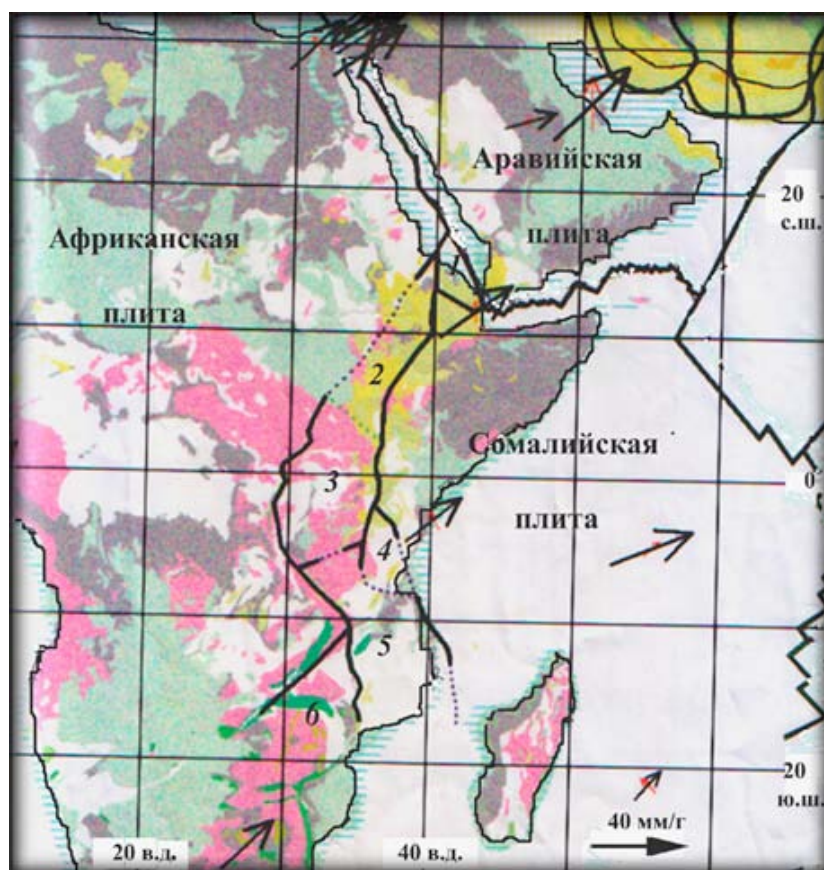 Аравийская
плита
20
с.ш.
Африканская
плита
1
2
Сомалийская
плита
3
0
4
5
6
20
ю.ш.
40 мм/г
20 в.д.
40 в.д.